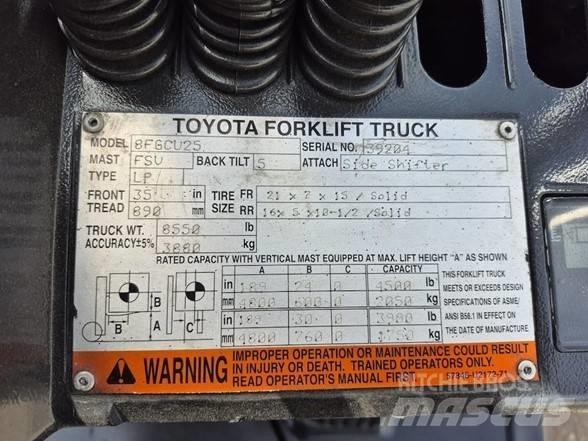 TOYOTA FORKLIFT TRUCK
MODEL 8FGCU25 SERIAL NO. 39204
MAST FSV BACK TILT 5 ATTACH Side Shifter
TYPE LP
FRONT 35 in TIRE FR 21 x 7 x 15 / Solid
TREAD 890 mm SIZE RR 16x 5 x10-1/2 /Solid
TRUCK WT. 8550 lb
ACCURACY±5% 3880 kg
RATED CAPACITY WITH VERTICAL MAST EQUIPPED AT MAX. LIFT HEIGHT "A" AS SHOWN
A B C CAPACITY
in 189 24 0 4500 lb
mm 4800 600 0 2050 kg
in 189 30 0 3980 lb
mm 4800 760 0 1750 kg
B
A
B
C
THIS FORKLIFT TRUCK
MEETS OR EXCEEDS DESIGN
SPECIFICATIONS OF ASME/
ANSI B56.1 IN EFFECT ON
THE DATE OF MANUFACTURE.
WARNING
IMPROPER OPERATION OR MAINTENANCE COULD RESULT
IN INJURY OR DEATH. TRAINED OPERATORS ONLY.
READ OPERATOR'S MANUAL FIRST.
MASCUS